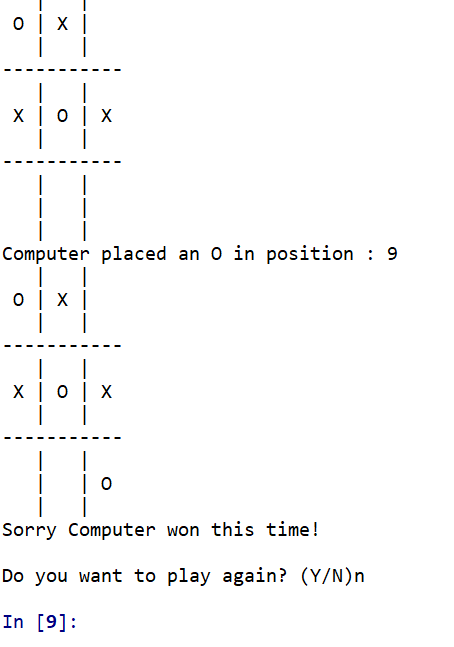 |   |
 O | X |
   |   |
-----------
   |   |
 X | O | X
   |   |
-----------
   |   |
   |   |
   |   |
Computer placed an O in position : 9
   |   |
 O | X |
   |   |
-----------
   |   |
 X | O | X
   |   |
-----------
   |   |
   |   | O
   |   |
Sorry Computer won this time!
Do you want to play again? (Y/N)n
In [9]: